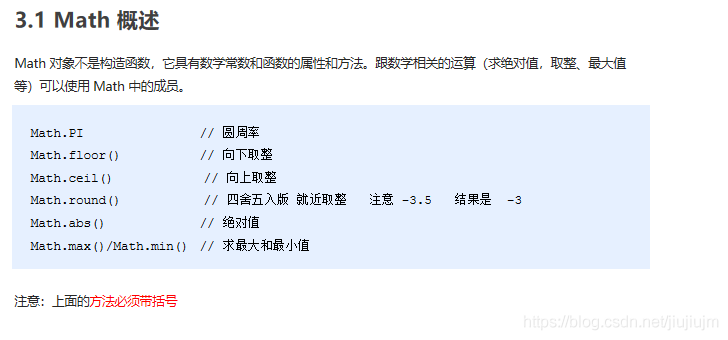 3.1 Math 概述
Math 对象不是构造函数，它具有数学常数和函数的属性和方法。跟数学相关的运算（求绝对值，取整、最大值
等）可以使用 Math 中的成员。
Math.PI // 圆周率
Math.floor() // 向下取整
Math.ceil() // 向上取整
Math.round() // 四舍五入版 就近取整 注意 -3.5 结果是 -3
Math.abs() // 绝对值
Math.max()/Math.min() // 求最大和最小值
注意：上面的方法必须带括号
https://blog.csdn.net/jiujiujm